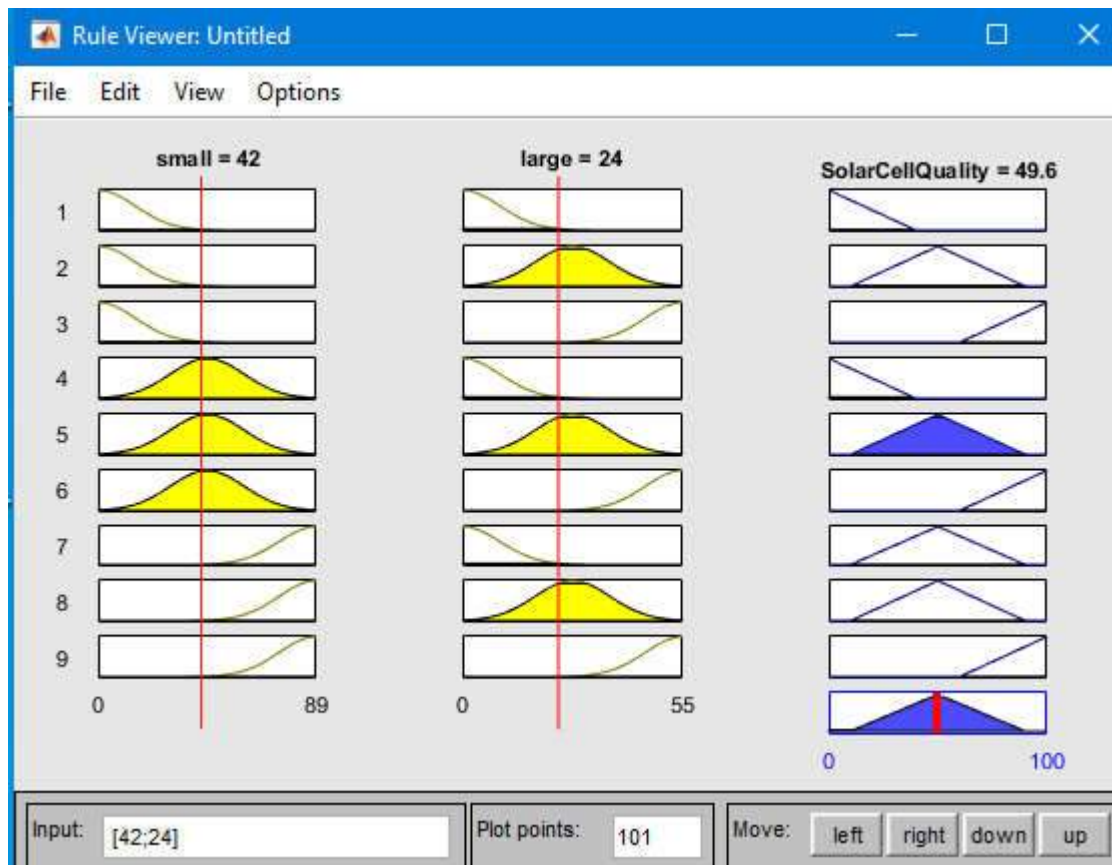 Rule Viewer: Untitled
File Edit View Options
small = 42 large = 24 SolarCellQuality = 49.6
1
2
3
4
5
6
7
8
9
0 89 0 55
0 100
Input: [42;24] Plot points: 101 Move: left right down up